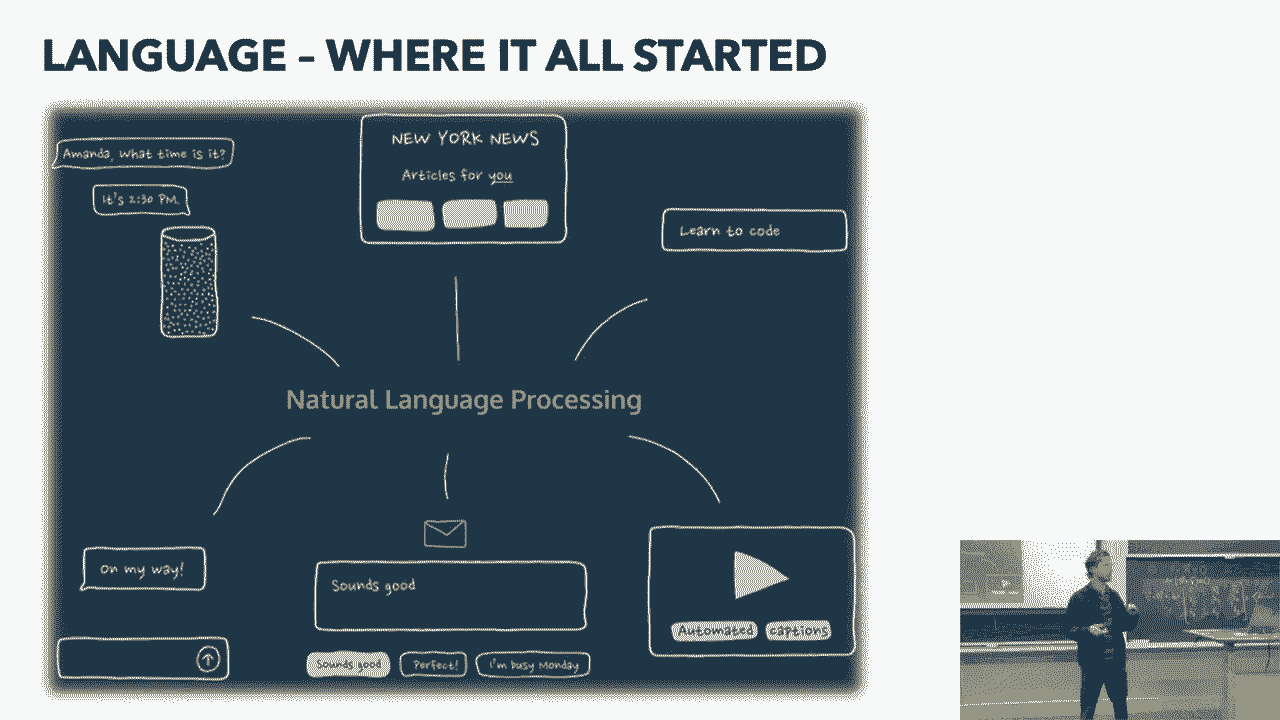 LANGUAGE – WHERE IT ALL STARTED
Amanda, what time is it?
It's 2:30 PM.
NEW YORK NEWS
Articles for you
Learn to code
Natural Language Processing
on my way!
Sounds good
Sounds good
Perfect!
I'm busy Monday
Automated captions